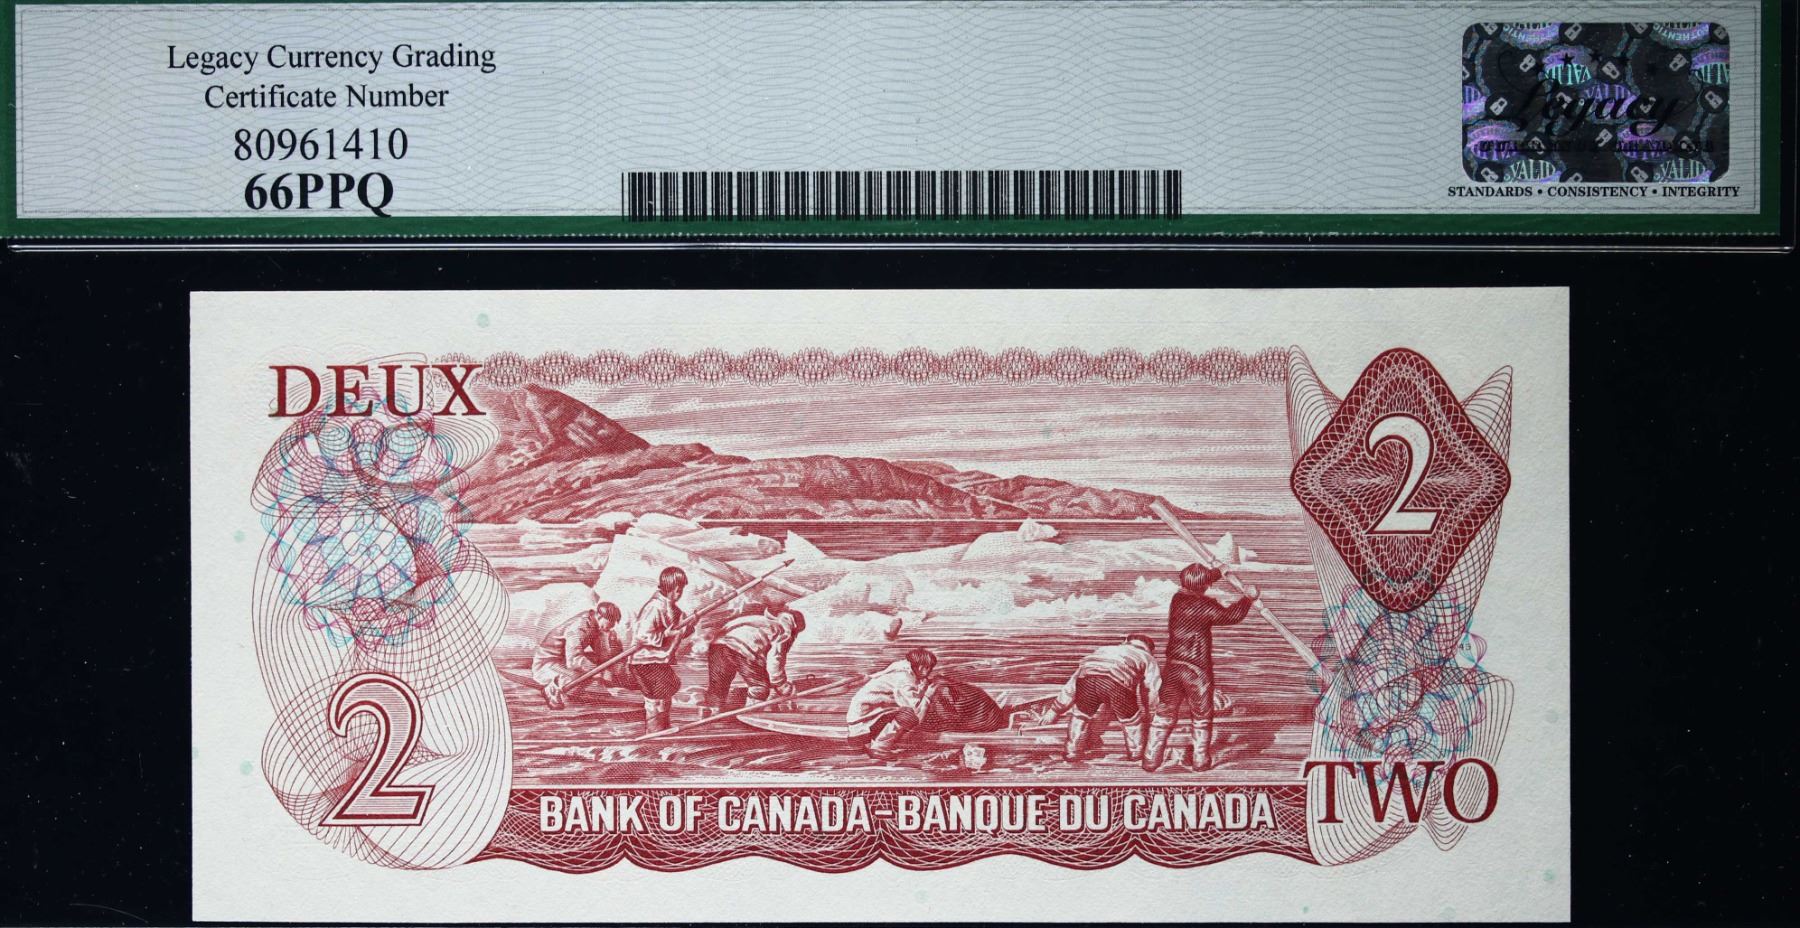 Legacy Currency Grading
Certificate Number
80961410
66PPQ
Legacy
STANDARDS • CONSISTENCY • INTEGRITY
DEUX
2
2
BANK OF CANADA-BANQUE DU CANADA
TWO